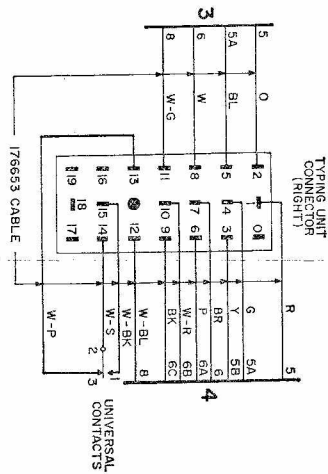 TYPING UNIT
CONNECTOR
(RIGHT)
3
4
R 5
5 O 2 1 0
G 5A
5A BL 5 4 3 Y 5B
BR 6
6 W 8 7 6 P 6A
W-R 6B
8 W-G 11 10 9 BK 6C
13 12 W-BL 8
W-BK
16 15 14 W-S
19 18 17
W-P
1
2
3
UNIVERSAL
CONTACTS
176653 CABLE